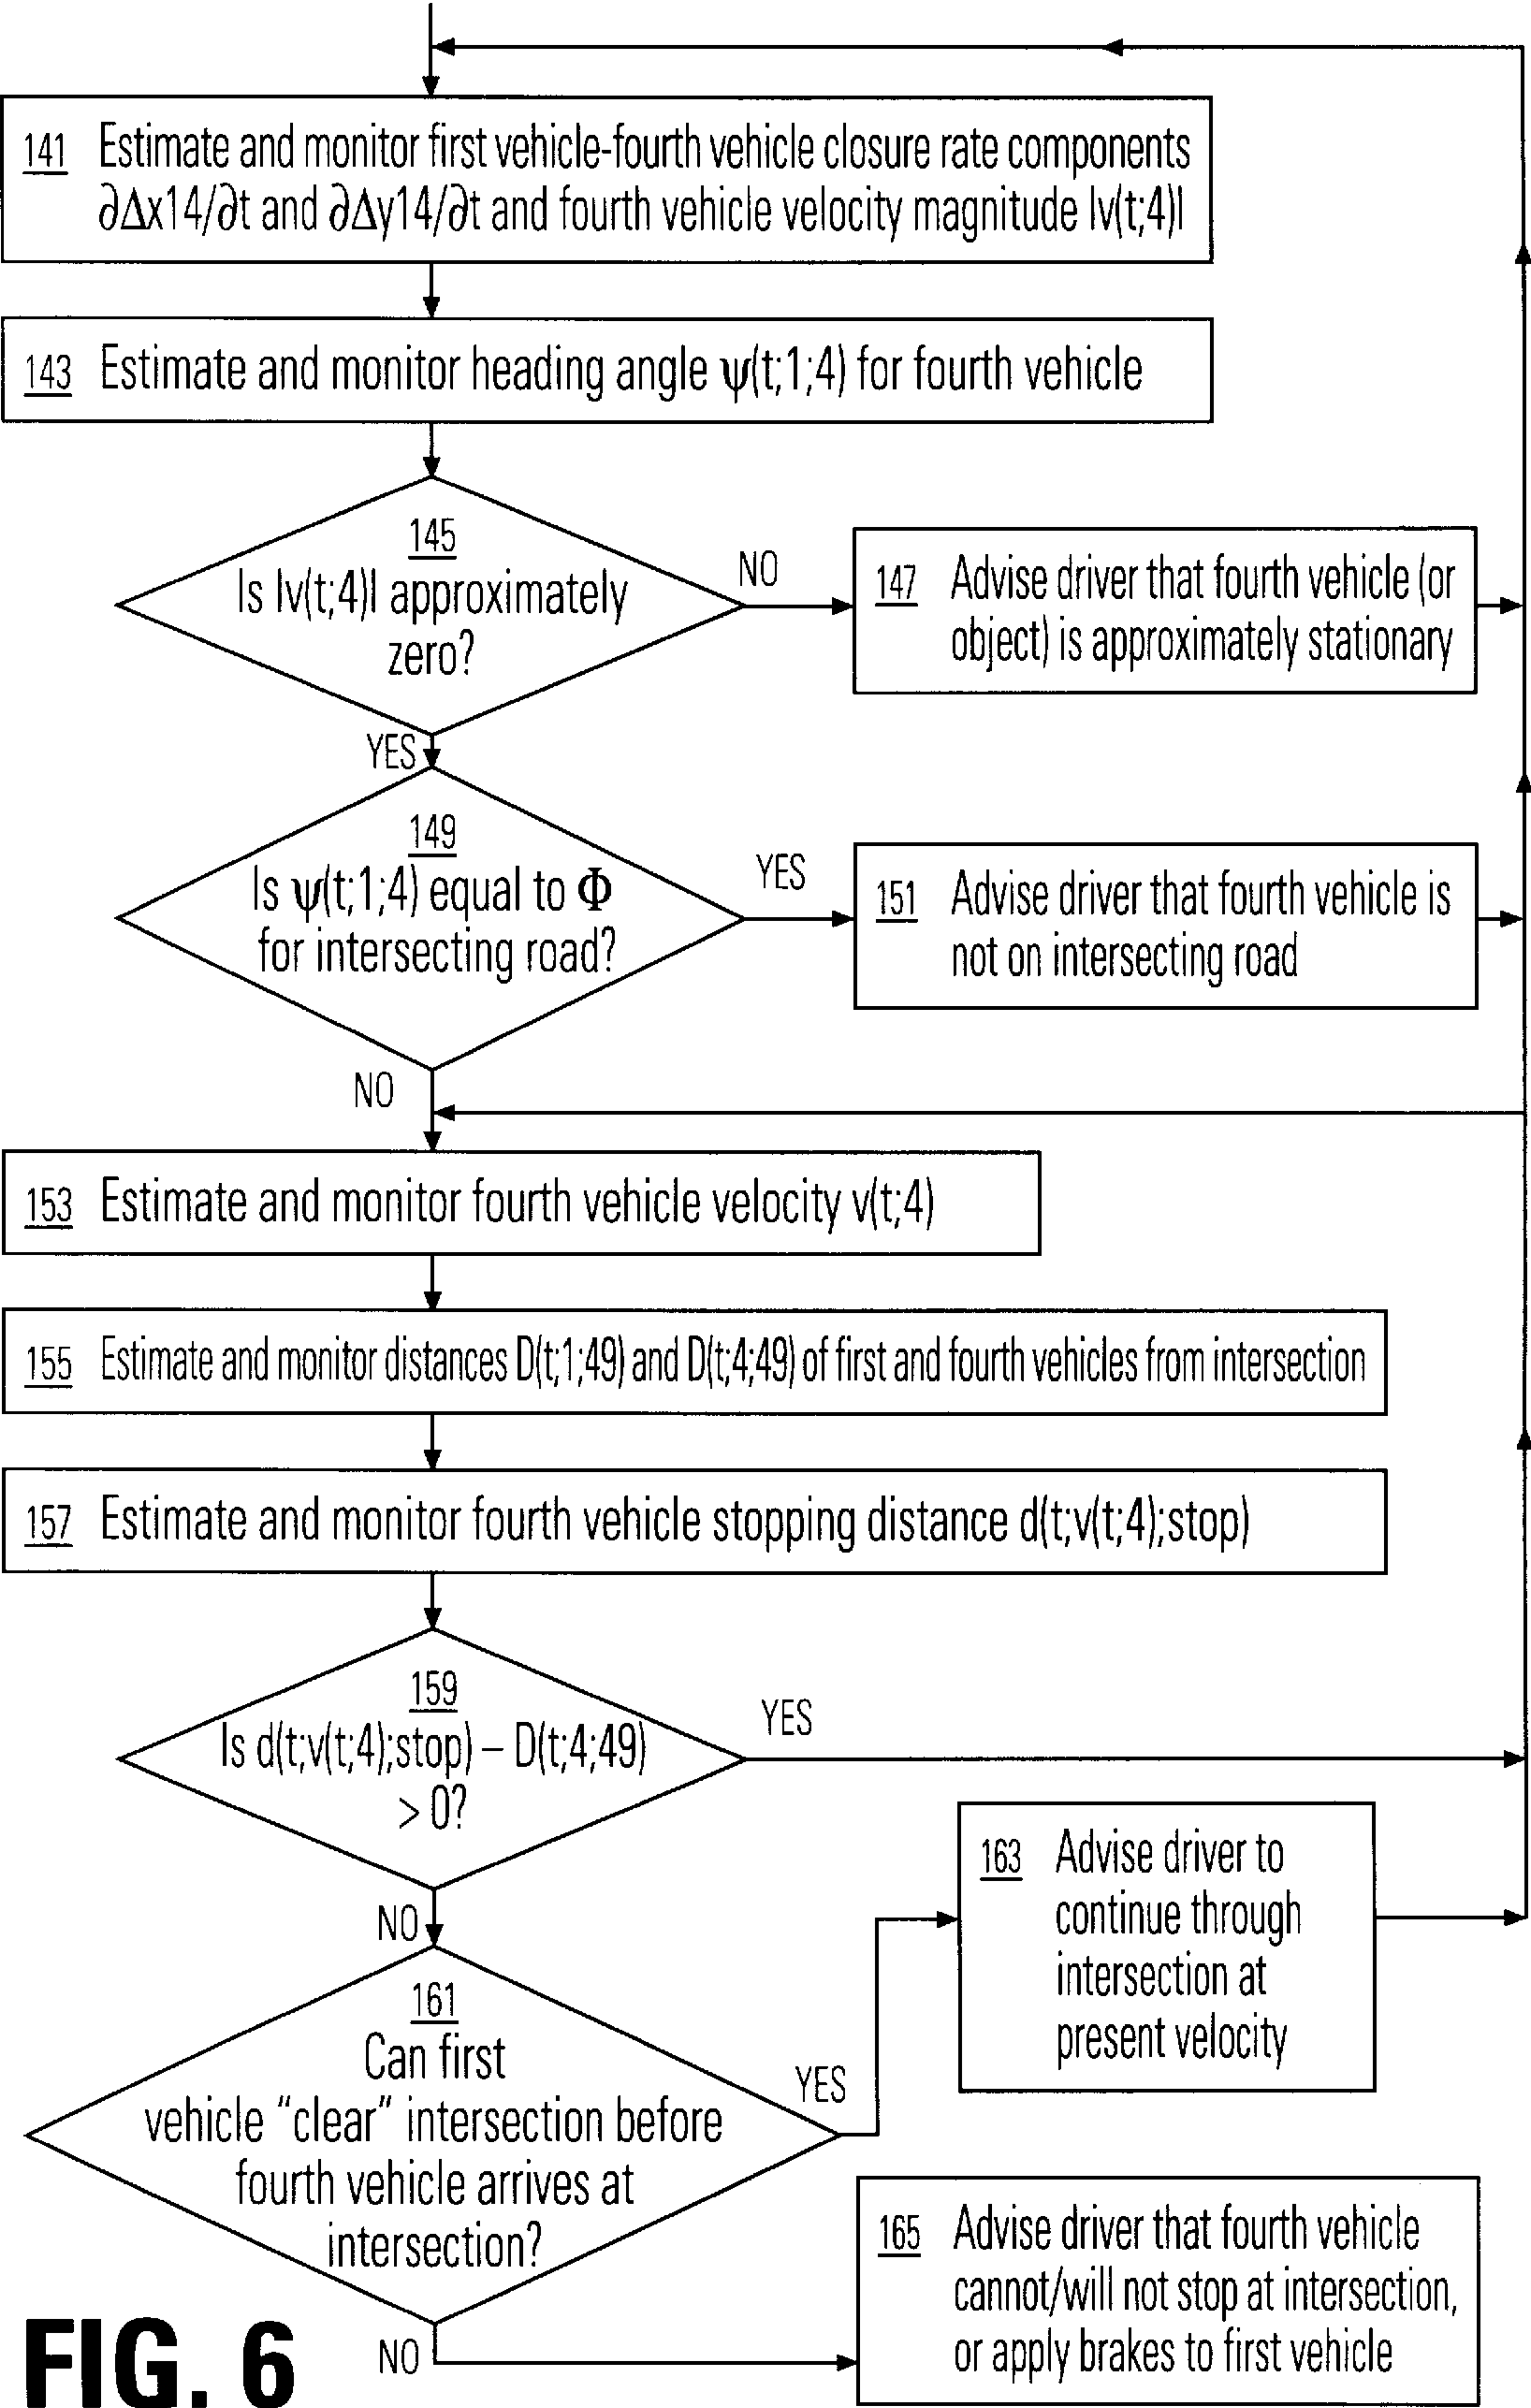 141 Estimate and monitor first vehicle-fourth vehicle closure rate components
∂Δx14/∂t and ∂Δy14/∂t and fourth vehicle velocity magnitude |v(t;4)|
143 Estimate and monitor heading angle ψ(t;1;4) for fourth vehicle
145
Is |v(t;4)| approximately
zero?
NO
147 Advise driver that fourth vehicle (or
object) is approximately stationary
YES
149
Is ψ(t;1;4) equal to Φ
for intersecting road?
YES
151 Advise driver that fourth vehicle is
not on intersecting road
NO
153 Estimate and monitor fourth vehicle velocity v(t;4)
155 Estimate and monitor distances D(t;1;49) and D(t;4;49) of first and fourth vehicles from intersection
157 Estimate and monitor fourth vehicle stopping distance d(t;v(t;4);stop)
159
Is d(t;v(t;4);stop) – D(t;4;49)
> 0?
YES
NO
161
Can first
vehicle "clear" intersection before
fourth vehicle arrives at
intersection?
YES
163 Advise driver to
continue through
intersection at
present velocity
NO
165 Advise driver that fourth vehicle
cannot/will not stop at intersection,
or apply brakes to first vehicle
FIG. 6